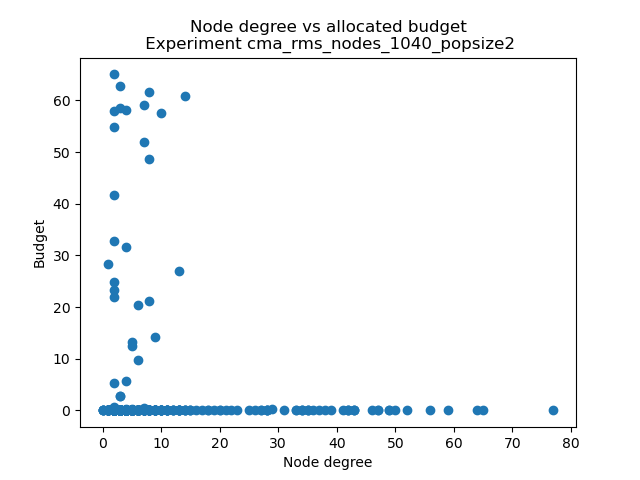 Node degree vs allocated budget
Experiment cma_rms_nodes_1040_popsize2
Budget
60
50
40
30
20
10
0
0 10 20 30 40 50 60 70 80
Node degree